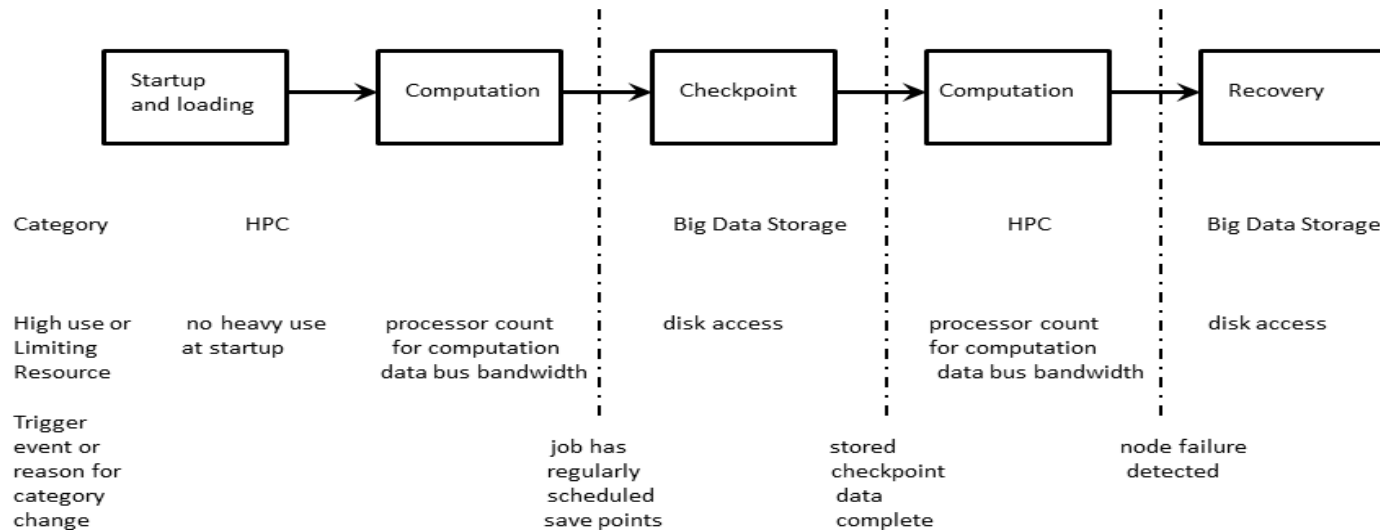 Startup
and loading
Computation
Checkpoint
Computation
Recovery
Category
HPC
Big Data Storage
HPC
Big Data Storage
High use or
Limiting
Resource
no heavy use
at startup
processor count
for computation
data bus bandwidth
disk access
processor count
for computation
data bus bandwidth
disk access
Trigger
event or
reason for
category
change
job has
regularly
scheduled
save points
stored
checkpoint
data
complete
node failure
detected